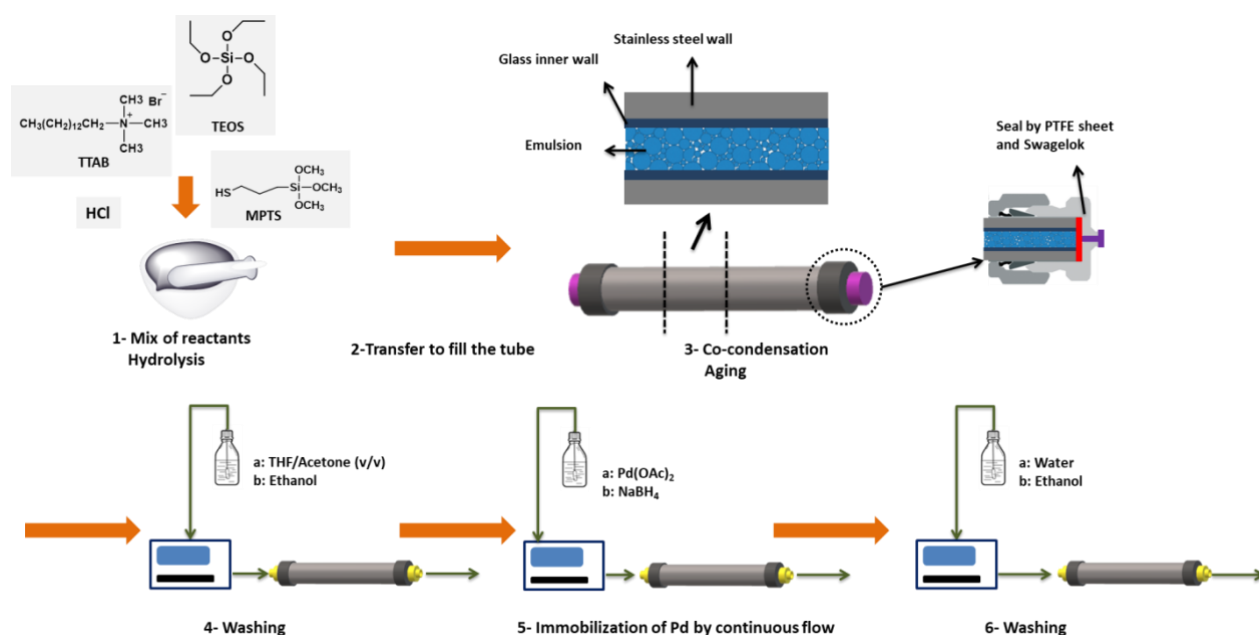 TEOS
O
O
Si
O
O
CH3 Br⁻
CH₃(CH₂)₁₂CH₂—N⁺—CH3
CH3
TTAB
HCl
OCH₃
HS
Si—OCH₃
OCH₃
MPTS
1- Mix of reactants
Hydrolysis
2-Transfer to fill the tube
Stainless steel wall
Glass inner wall
Emulsion
3- Co-condensation
Aging
Seal by PTFE sheet
and Swagelok
a: THF/Acetone (v/v)
b: Ethanol
4- Washing
a: Pd(OAc)₂
b: NaBH₄
5- Immobilization of Pd by continuous flow
a: Water
b: Ethanol
6- Washing